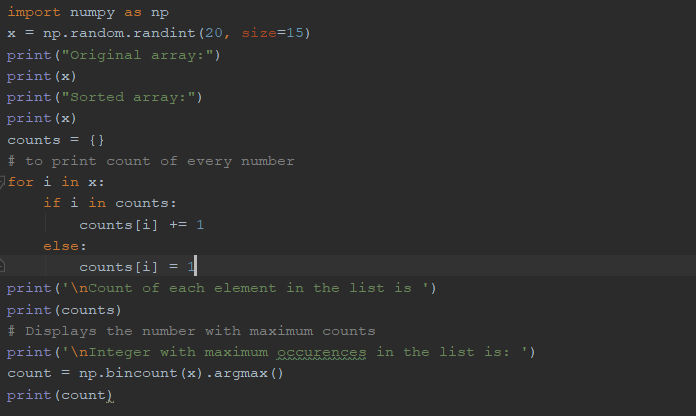 import numpy as np
x = np.random.randint(20, size=15)
print("Original array:")
print(x)
print("Sorted array:")
print(x)
counts = {}
# to print count of every number
for i in x:
    if i in counts:
        counts[i] += 1
    else:
        counts[i] = 1
print('\nCount of each element in the list is ')
print(counts)
# Displays the number with maximum counts
print('\nInteger with maximum occurences in the list is: ')
count = np.bincount(x).argmax()
print(count)